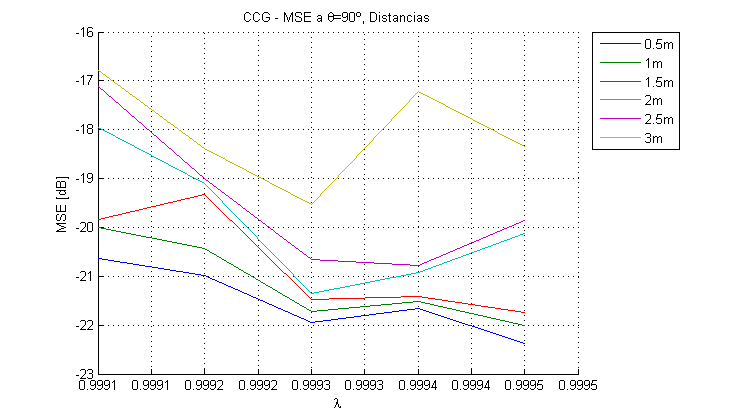 CCG - MSE a θ=90º, Distancias
-16
-17
-18
-19
-20
-21
-22
-23
MSE [dB]
0.9991 0.9991 0.9992 0.9992 0.9993 0.9993 0.9994 0.9994 0.9995 0.9995
λ
0.5m
1m
1.5m
2m
2.5m
3m